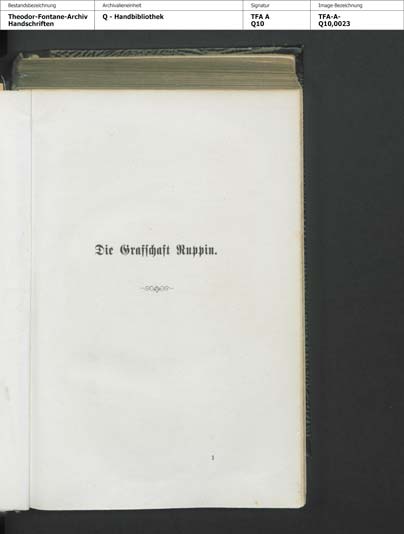 Bestandsbezeichnung Archivalieneinheit Signatur Image-Bezeichnung
Theodor-Fontane-Archiv Q - Handbibliothek TFA A TFA-A-
Handschriften Q10 Q10,0023
Die Grafschaft Ruppin.
1